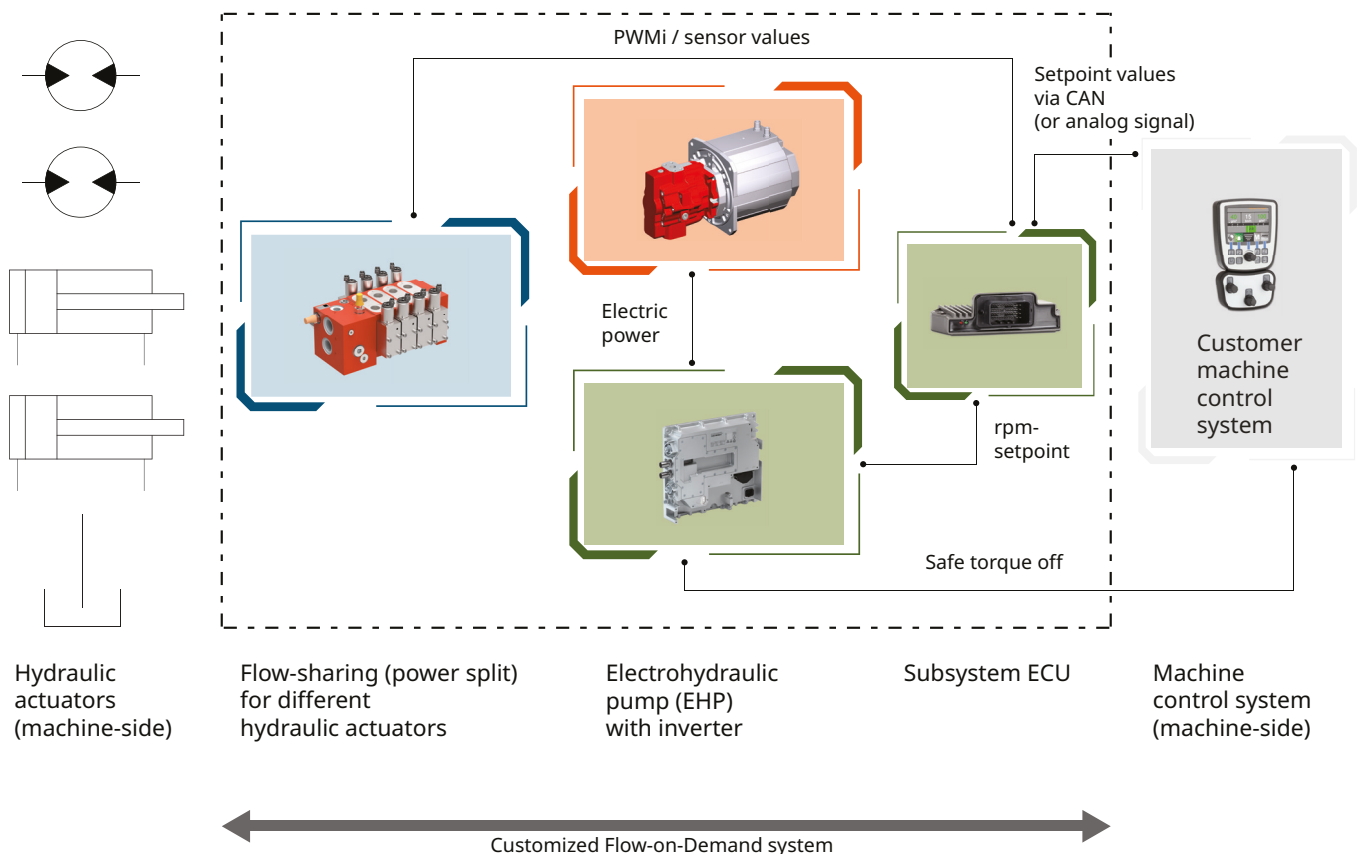 PWMi / sensor values
Setpoint values
via CAN
(or analog signal)
Electric
power
Customer
machine
control
system
rpm-
setpoint
Safe torque off
Hydraulic
actuators
(machine-side)
Flow-sharing (power split)
for different
hydraulic actuators
Electrohydraulic
pump (EHP)
with inverter
Subsystem ECU
Machine
control system
(machine-side)
Customized Flow-on-Demand system